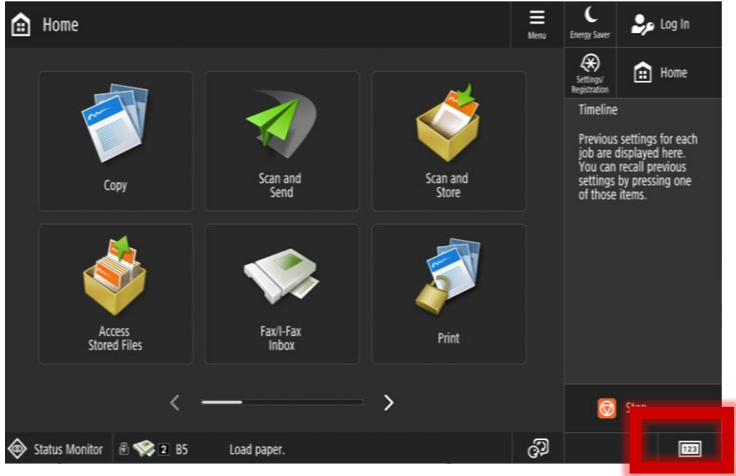 Home
Menu
Energy Saver
Log In
Settings/
Registration
Home
Timeline
Previous settings for each
job are displayed here.
You can recall previous
settings by pressing one
of those items.
Copy
Scan and
Send
Scan and
Store
Access
Stored Files
Fax/I-Fax
Inbox
Print
Stop
Status Monitor
2 B5
Load paper.
123